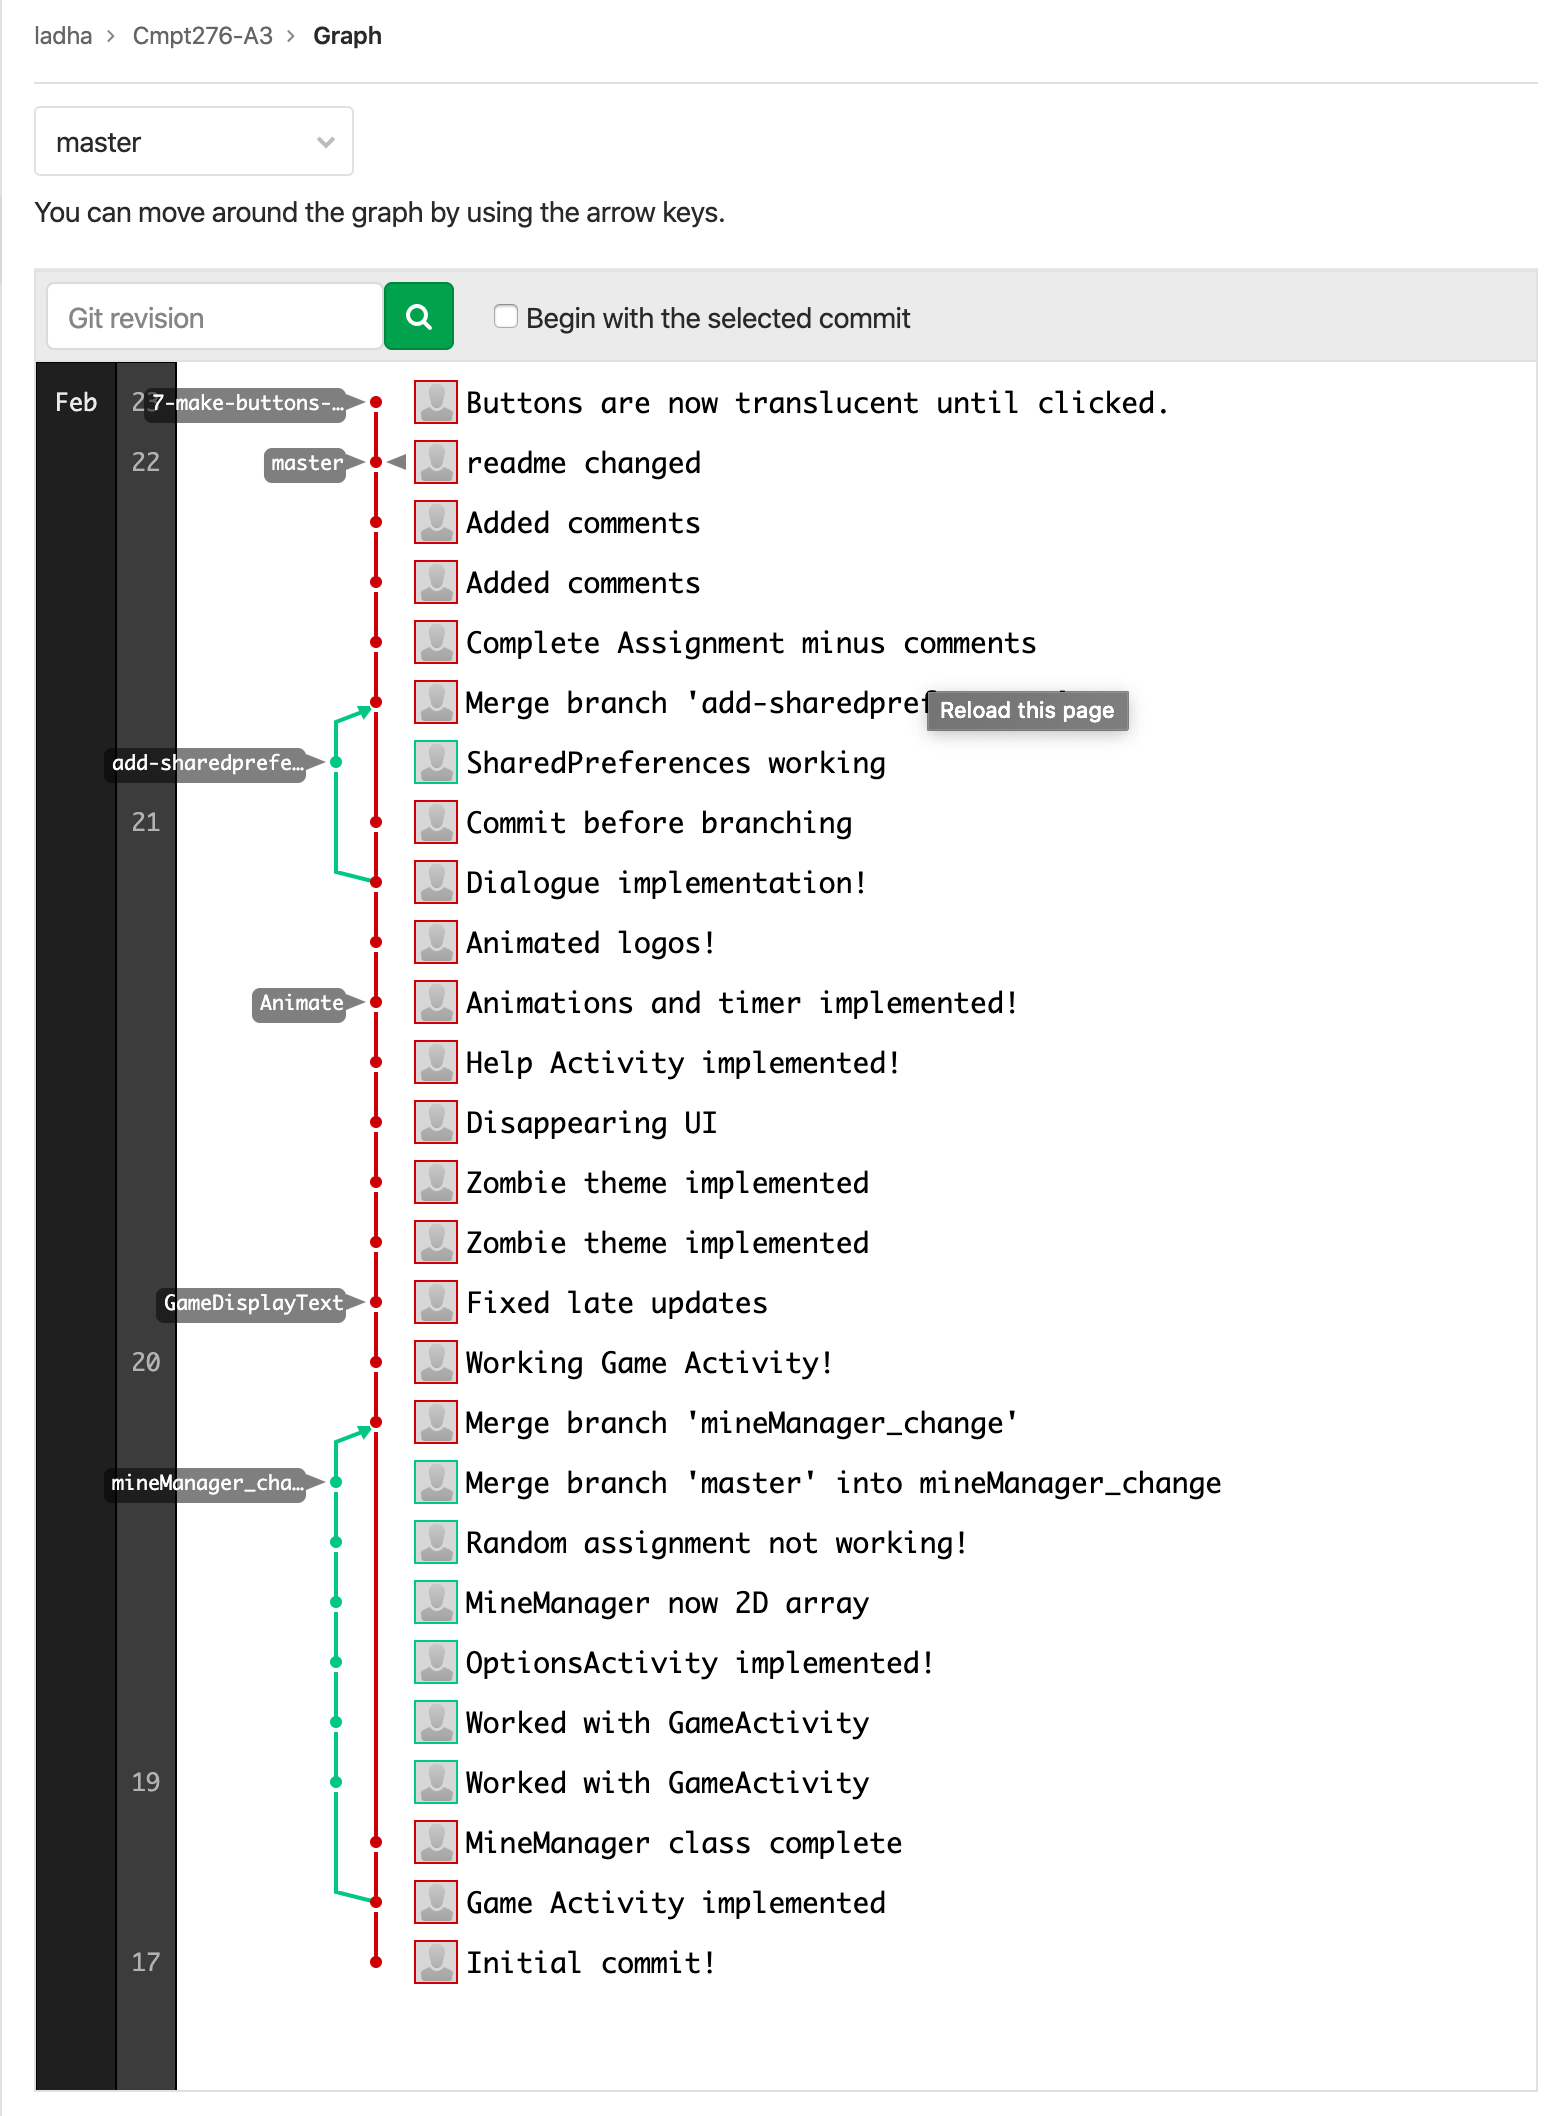 ladha > Cmpt276-A3 > Graph
master
You can move around the graph by using the arrow keys.
Git revision
Begin with the selected commit
Feb 23 7-make-buttons-… Buttons are now translucent until clicked.
22 master readme changed
Added comments
Added comments
Complete Assignment minus comments
Merge branch 'add-sharedpref
Reload this page
add-sharedprefe… SharedPreferences working
21 Commit before branching
Dialogue implementation!
Animated logos!
Animate Animations and timer implemented!
Help Activity implemented!
Disappearing UI
Zombie theme implemented
Zombie theme implemented
GameDisplayText Fixed late updates
20 Working Game Activity!
Merge branch 'mineManager_change'
mineManager_cha… Merge branch 'master' into mineManager_change
Random assignment not working!
MineManager now 2D array
OptionsActivity implemented!
Worked with GameActivity
19 Worked with GameActivity
MineManager class complete
Game Activity implemented
17 Initial commit!